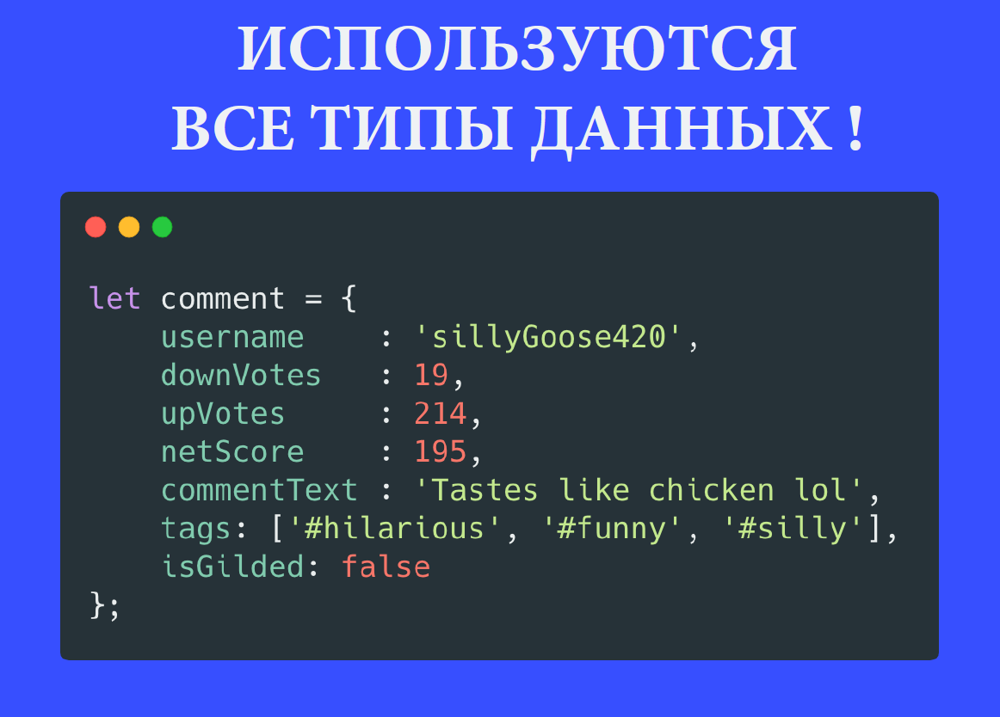 ИСПОЛЬЗУЮТСЯ
ВСЕ ТИПЫ ДАННЫХ !
let comment = {
    username    : 'sillyGoose420',
    downVotes   : 19,
    upVotes     : 214,
    netScore    : 195,
    commentText : 'Tastes like chicken lol',
    tags: ['#hilarious', '#funny', '#silly'],
    isGilded: false
};